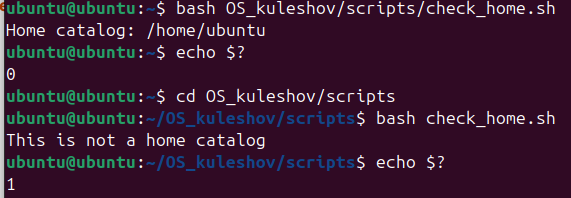 ubuntu@ubuntu:~$ bash OS_kuleshov/scripts/check_home.sh
Home catalog: /home/ubuntu
ubuntu@ubuntu:~$ echo $?
0
ubuntu@ubuntu:~$ cd OS_kuleshov/scripts
ubuntu@ubuntu:~/OS_kuleshov/scripts$ bash check_home.sh
This is not a home catalog
ubuntu@ubuntu:~/OS_kuleshov/scripts$ echo $?
1